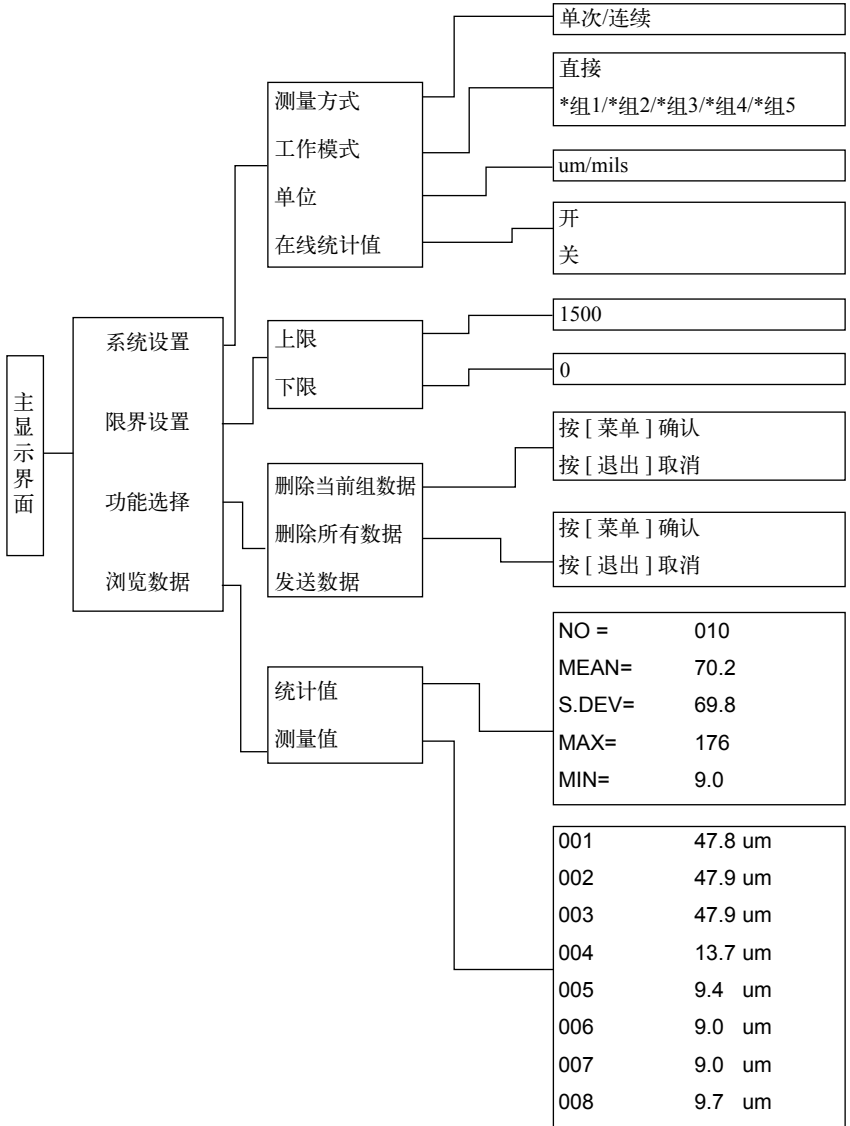 主显示界面
系统设置
限界设置
功能选择
浏览数据
测量方式
工作模式
单位
在线统计值
上限
下限
删除当前组数据
删除所有数据
发送数据
统计值
测量值
单次/连续
直接
*组1/*组2/*组3/*组4/*组5
um/mils
开
关
1500
0
按 [ 菜单 ] 确认
按 [ 退出 ] 取消
按 [ 菜单 ] 确认
按 [ 退出 ] 取消
NO = 010
MEAN= 70.2
S.DEV= 69.8
MAX= 176
MIN= 9.0
001 47.8 um
002 47.9 um
003 47.9 um
004 13.7 um
005 9.4 um
006 9.0 um
007 9.0 um
008 9.7 um